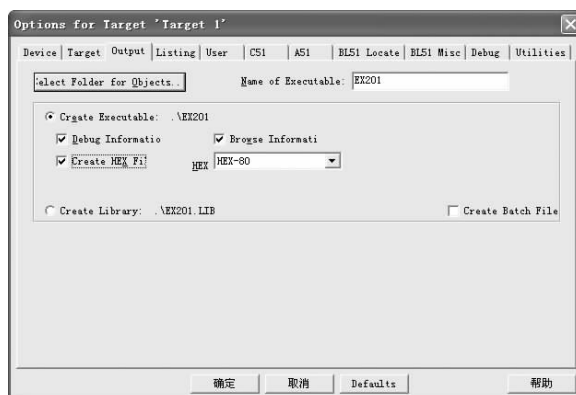 Options for Target 'Target 1'
Device Target Output Listing User C51 A51 BL51 Locate BL51 Misc Debug Utilities
elect Folder for Objects.. Name of Executable: EX201
Create Executable: .\EX201
Debug Informatio Browse Informati
Create HEX Fi HEX HEX-80
Create Library: .\EX201.LIB Create Batch File
确定 取消 Defaults 帮助